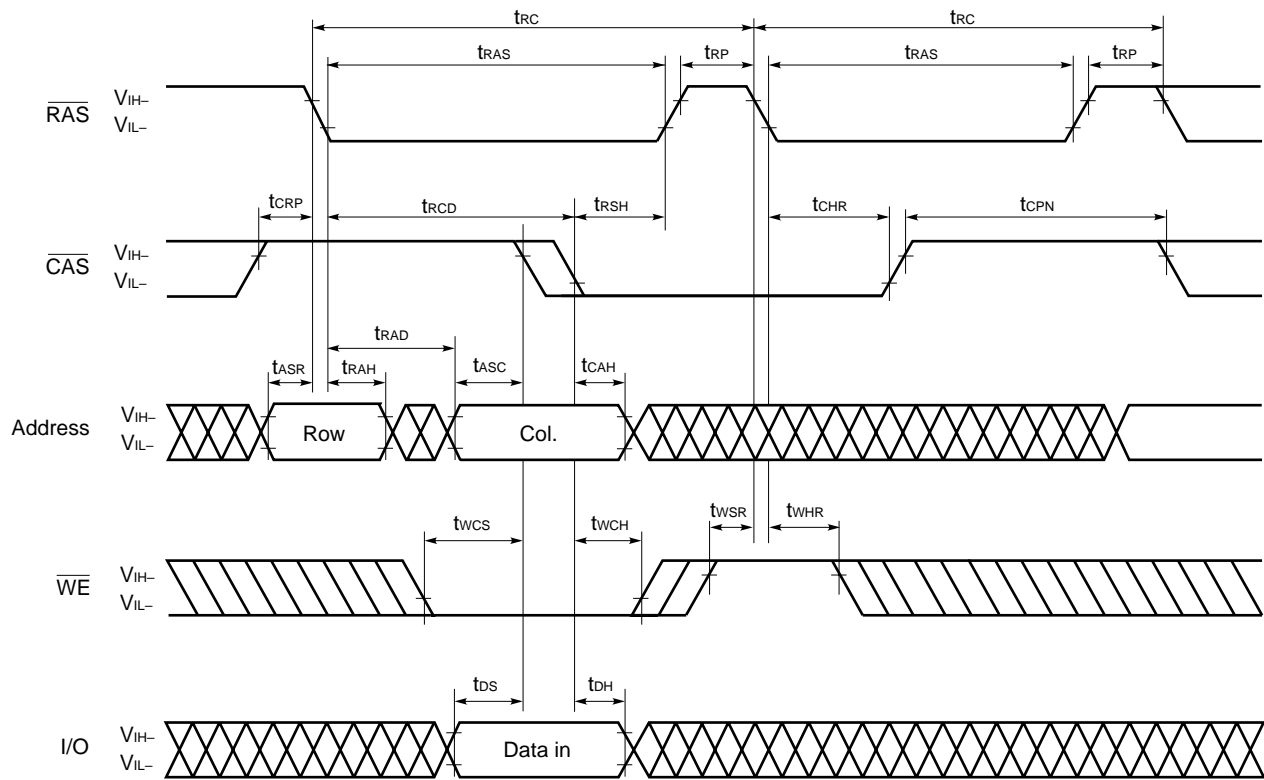 tRC tRC
tRAS tRP tRAS tRP
RAS VIH–
VIL–
tCRP tRCD tRSH tCHR tCPN
CAS VIH–
VIL–
tRAD
tASR tRAH tASC tCAH
Address VIH–
VIL–
Row Col.
tWCS tWCH tWSR tWHR
WE VIH–
VIL–
tDS tDH
I/O VIH–
VIL–
Data in